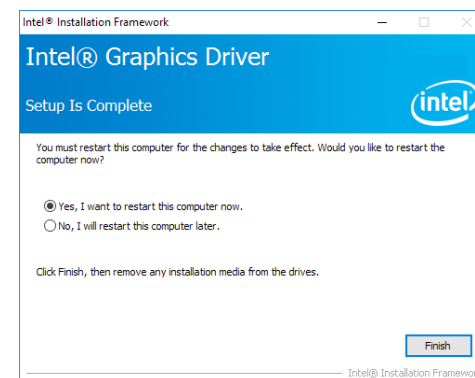 Intel® Installation Framework
Intel® Graphics Driver
Setup Is Complete
intel
You must restart this computer for the changes to take effect. Would you like to restart the
computer now?
Yes, I want to restart this computer now.
No, I will restart this computer later.
Click Finish, then remove any installation media from the drives.
Finish
Intel® Installation Framewor